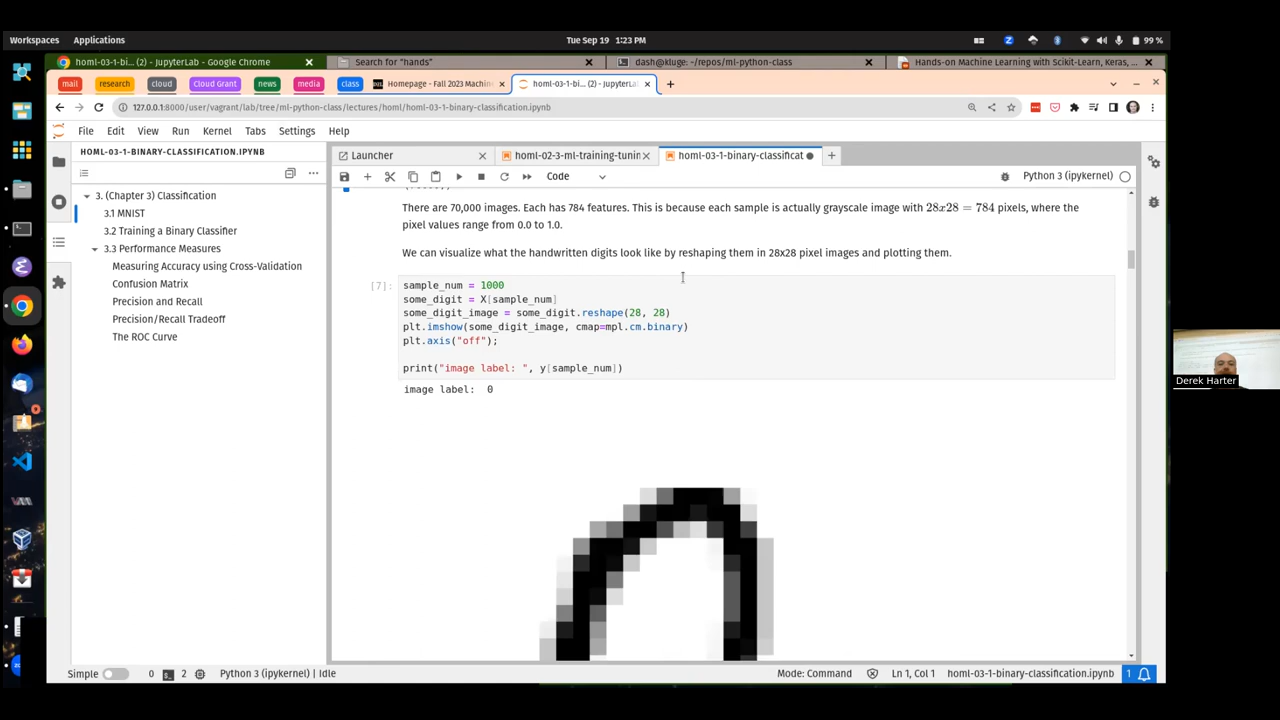 Workspaces Applications Tue Sep 19 1:23 PM 99 %
homl-03-1-bi... (2) - JupyterLab - Google Chrome Search for "hands" dash@kluge: ~/repos/ml-python-class Hands-on Machine Learning with Scikit-Learn, Keras, ...
mail research cloud Cloud Grant news media class Homepage - Fall 2023 Machin homl-03-1-bi... (2) - JupyterLa
127.0.0.1:8000/user/vagrant/lab/tree/ml-python-class/lectures/homl/homl-03-1-binary-classification.ipynb
File Edit View Run Kernel Tabs Settings Help
HOML-03-1-BINARY-CLASSIFICATION.IPYNB
Launcher homl-02-3-ml-training-tunin homl-03-1-binary-classificat
Code Python 3 (ipykernel)
3. (Chapter 3) Classification
3.1 MNIST
3.2 Training a Binary Classifier
3.3 Performance Measures
Measuring Accuracy using Cross-Validation
Confusion Matrix
Precision and Recall
Precision/Recall Tradeoff
The ROC Curve
There are 70,000 images. Each has 784 features. This is because each sample is actually grayscale image with 28x28 = 784 pixels, where the
pixel values range from 0.0 to 1.0.
We can visualize what the handwritten digits look like by reshaping them in 28x28 pixel images and plotting them.
[7]: sample_num = 1000
some_digit = X[sample_num]
some_digit_image = some_digit.reshape(28, 28)
plt.imshow(some_digit_image, cmap=mpl.cm.binary)
plt.axis("off");
print("image label: ", y[sample_num])
image label:  0
Derek Harter
Simple 0 2 Python 3 (ipykernel) | Idle Mode: Command Ln 1, Col 1 homl-03-1-binary-classification.ipynb 1